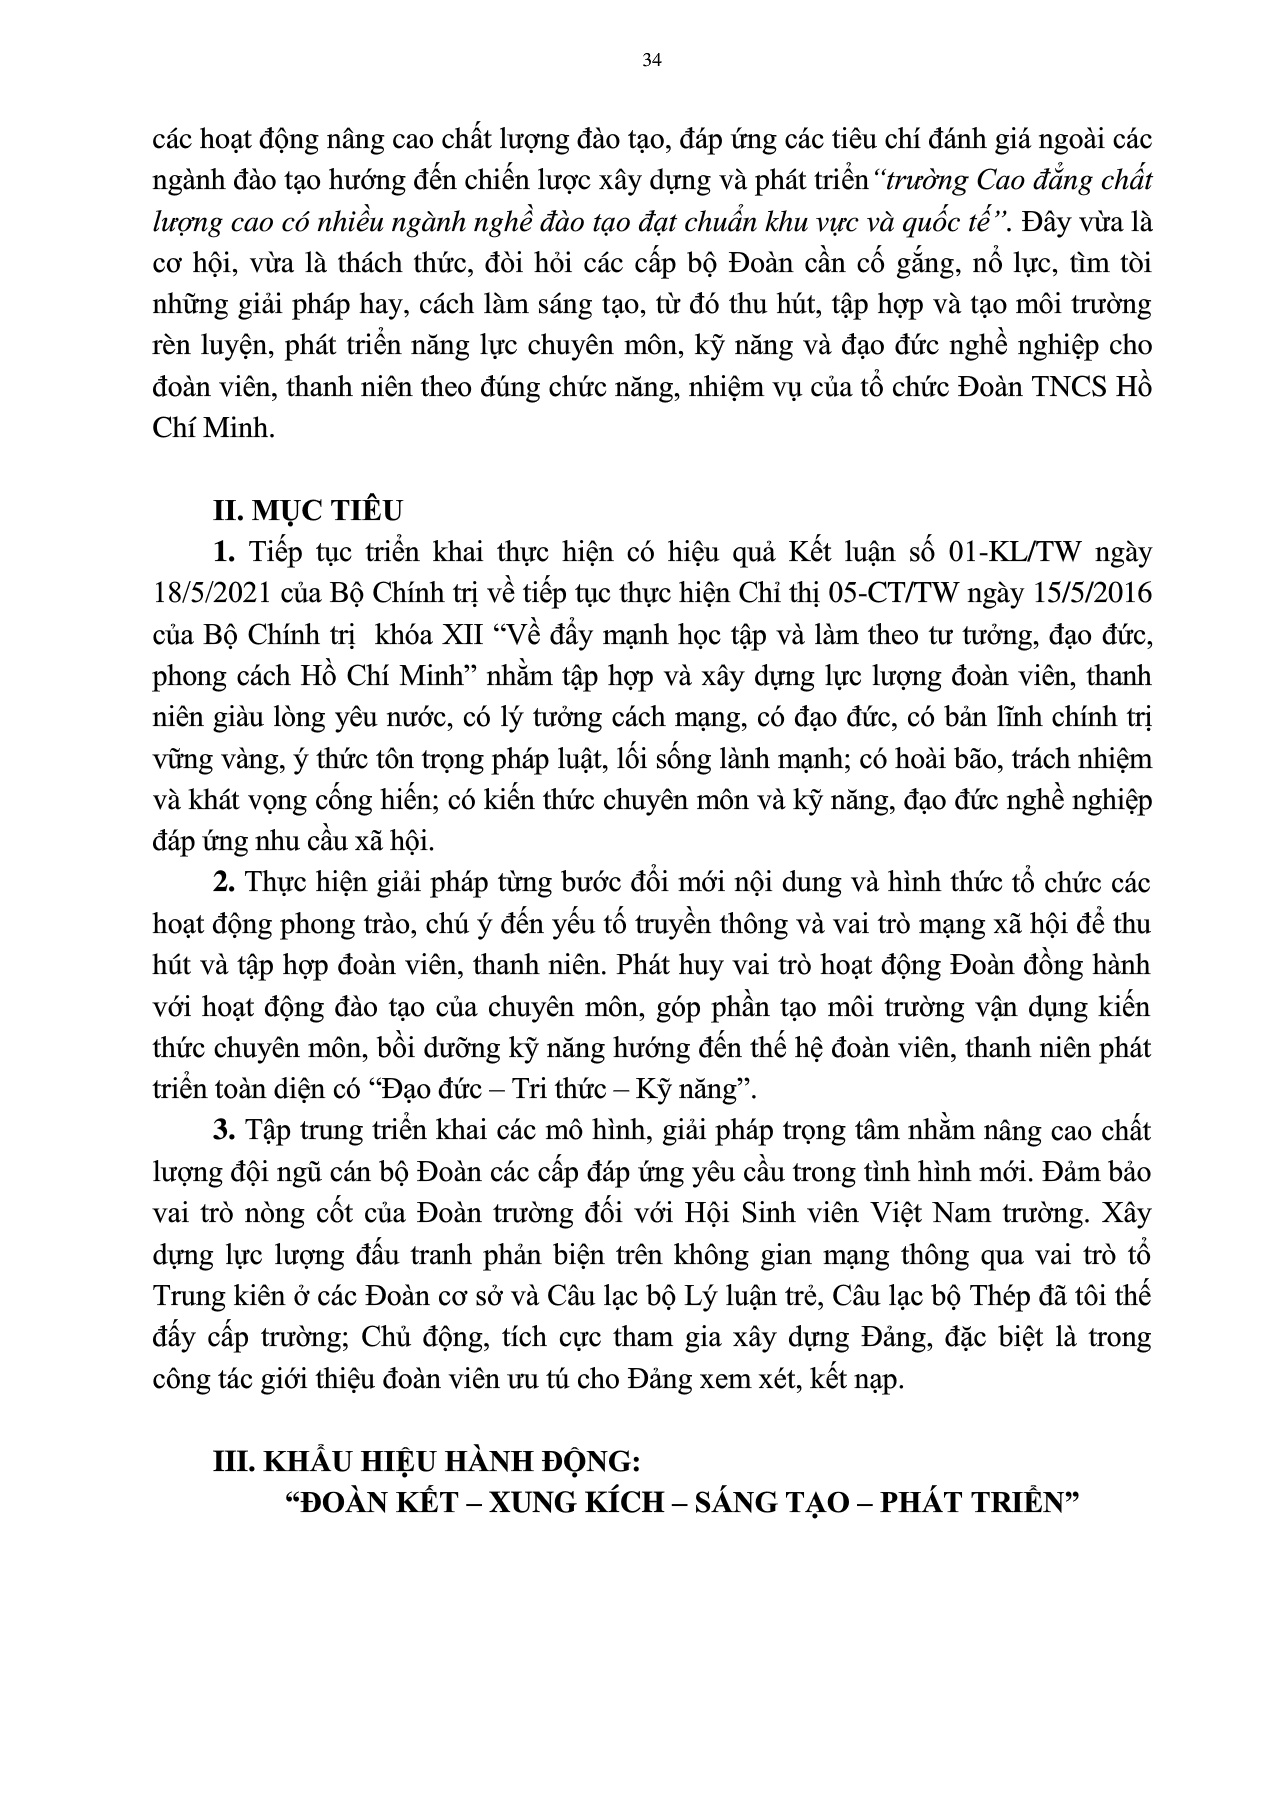 34
các hoạt động nâng cao chất lượng đào tạo, đáp ứng các tiêu chí đánh giá ngoài các
ngành đào tạo hướng đến chiến lược xây dựng và phát triển “trường Cao đẳng chất
lượng cao có nhiều ngành nghề đào tạo đạt chuẩn khu vực và quốc tế”. Đây vừa là
cơ hội, vừa là thách thức, đòi hỏi các cấp bộ Đoàn cần cố gắng, nổ lực, tìm tòi
những giải pháp hay, cách làm sáng tạo, từ đó thu hút, tập hợp và tạo môi trường
rèn luyện, phát triển năng lực chuyên môn, kỹ năng và đạo đức nghề nghiệp cho
đoàn viên, thanh niên theo đúng chức năng, nhiệm vụ của tổ chức Đoàn TNCS Hồ
Chí Minh.
II. MỤC TIÊU
1. Tiếp tục triển khai thực hiện có hiệu quả Kết luận số 01-KL/TW ngày
18/5/2021 của Bộ Chính trị về tiếp tục thực hiện Chỉ thị 05-CT/TW ngày 15/5/2016
của Bộ Chính trị khóa XII “Về đẩy mạnh học tập và làm theo tư tưởng, đạo đức,
phong cách Hồ Chí Minh” nhằm tập hợp và xây dựng lực lượng đoàn viên, thanh
niên giàu lòng yêu nước, có lý tưởng cách mạng, có đạo đức, có bản lĩnh chính trị
vững vàng, ý thức tôn trọng pháp luật, lối sống lành mạnh; có hoài bão, trách nhiệm
và khát vọng cống hiến; có kiến thức chuyên môn và kỹ năng, đạo đức nghề nghiệp
đáp ứng nhu cầu xã hội.
2. Thực hiện giải pháp từng bước đổi mới nội dung và hình thức tổ chức các
hoạt động phong trào, chú ý đến yếu tố truyền thông và vai trò mạng xã hội để thu
hút và tập hợp đoàn viên, thanh niên. Phát huy vai trò hoạt động Đoàn đồng hành
với hoạt động đào tạo của chuyên môn, góp phần tạo môi trường vận dụng kiến
thức chuyên môn, bồi dưỡng kỹ năng hướng đến thế hệ đoàn viên, thanh niên phát
triển toàn diện có “Đạo đức – Tri thức – Kỹ năng”.
3. Tập trung triển khai các mô hình, giải pháp trọng tâm nhằm nâng cao chất
lượng đội ngũ cán bộ Đoàn các cấp đáp ứng yêu cầu trong tình hình mới. Đảm bảo
vai trò nòng cốt của Đoàn trường đối với Hội Sinh viên Việt Nam trường. Xây
dựng lực lượng đấu tranh phản biện trên không gian mạng thông qua vai trò tổ
Trung kiên ở các Đoàn cơ sở và Câu lạc bộ Lý luận trẻ, Câu lạc bộ Thép đã tôi thế
đấy cấp trường; Chủ động, tích cực tham gia xây dựng Đảng, đặc biệt là trong
công tác giới thiệu đoàn viên ưu tú cho Đảng xem xét, kết nạp.
III. KHẨU HIỆU HÀNH ĐỘNG:
“ĐOÀN KẾT – XUNG KÍCH – SÁNG TẠO – PHÁT TRIỂN”